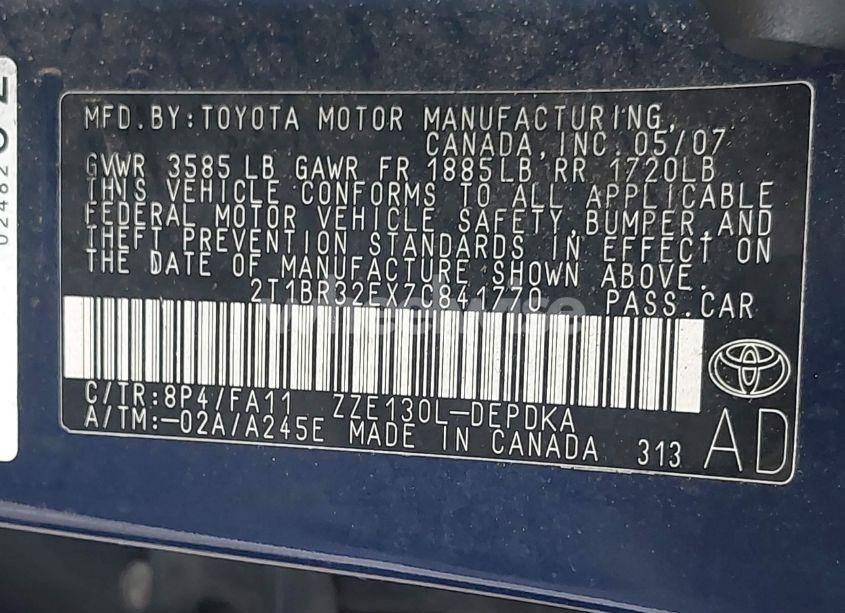 MFD.BY:TOYOTA MOTOR MANUFACTURING,
CANADA,INC.05/07
GVWR 3585 LB GAWR FR 1885LB RR 1720LB
THIS VEHICLE CONFORMS TO ALL APPLICABLE
FEDERAL MOTOR VEHICLE SAFETY,BUMPER,AND
THEFT PREVENTION STANDARDS IN EFFECT ON
THE DATE OF MANUFACTURE SHOWN ABOVE.
2T1BR32EX7C841770 PASS.CAR
wheelwise
C/TR:8P4/FA11 ZZE130L-DEPDKA
A/TM:-02A/A245E MADE IN CANADA 313 AD